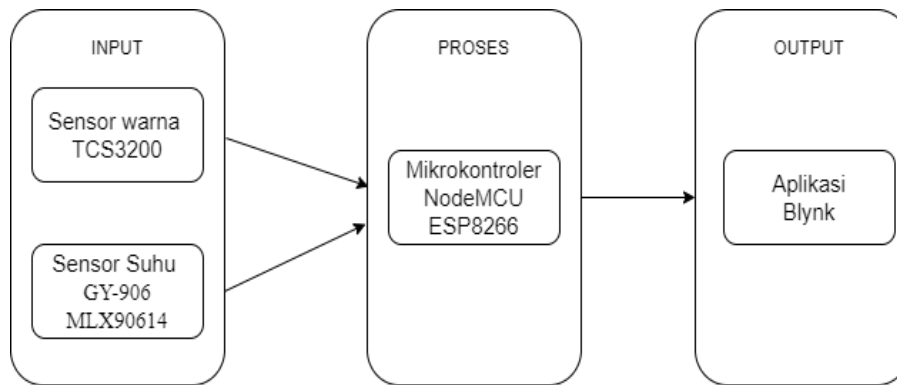 INPUT
Sensor warna
TCS3200
Sensor Suhu
GY-906
MLX90614
PROSES
Mikrokontroler
NodeMCU
ESP8266
OUTPUT
Aplikasi
Blynk